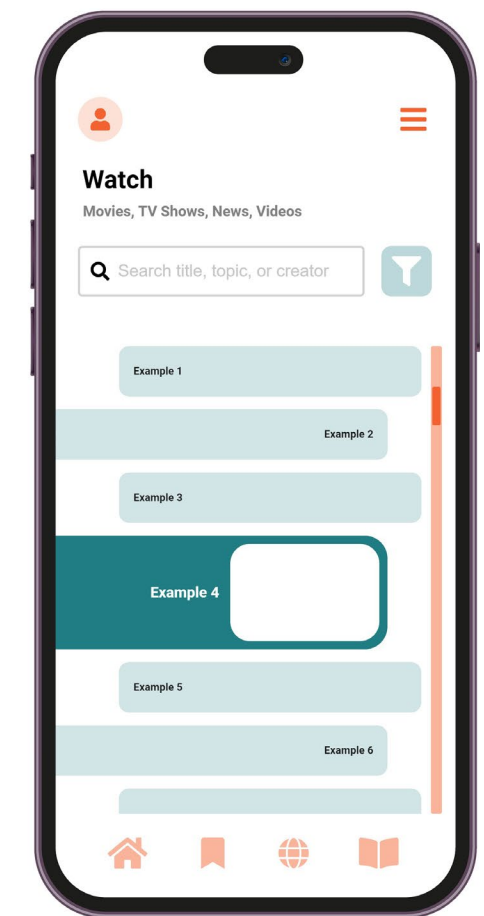 Watch
Movies, TV Shows, News, Videos
Search title, topic, or creator
Example 1
Example 2
Example 3
Example 4
Example 5
Example 6